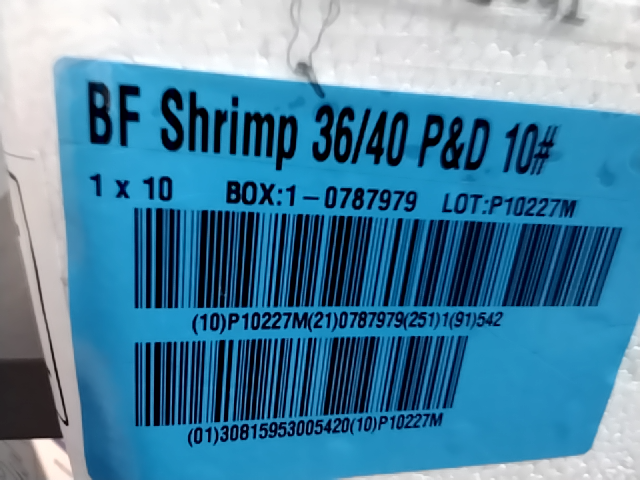 BF Shrimp 36/40 P&D 10#
1 x 10 BOX:1-0787979 LOT:P10227M
(10)P10227M(21)0787979(251)1(91)542
(01)30815953005420(10)P10227M